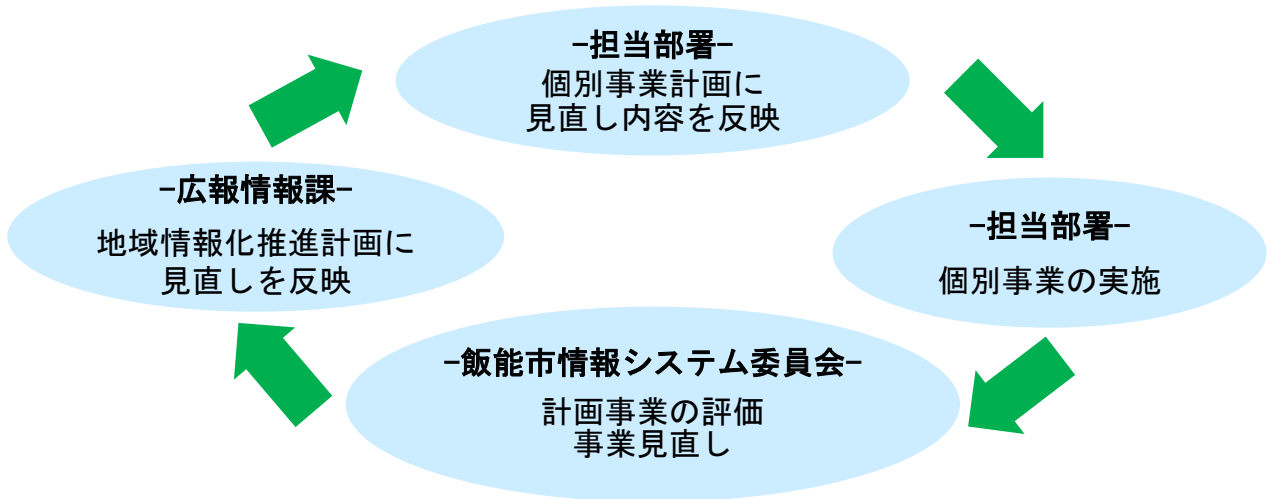 −担当部署−
個別事業計画に
見直し内容を反映
−広報情報課−
地域情報化推進計画に
見直しを反映
−担当部署−
個別事業の実施
−飯能市情報システム委員会−
計画事業の評価
事業見直し